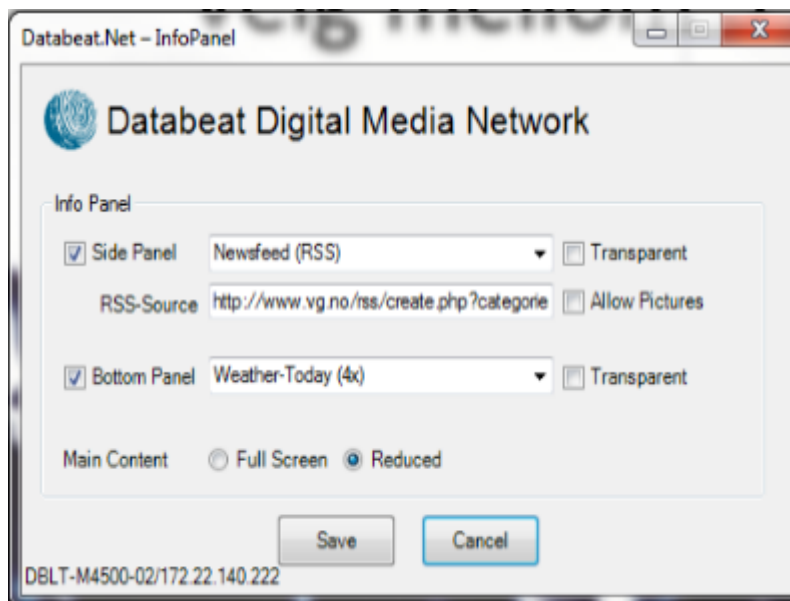 Velg mellom
Databeat.Net – InfoPanel
Databeat Digital Media Network
Info Panel
Side Panel Newsfeed (RSS) Transparent
RSS-Source http://www.vg.no/rss/create.php?categorie Allow Pictures
Bottom Panel Weather-Today (4x) Transparent
Main Content Full Screen Reduced
Save Cancel
DBLT-M4500-02/172.22.140.222